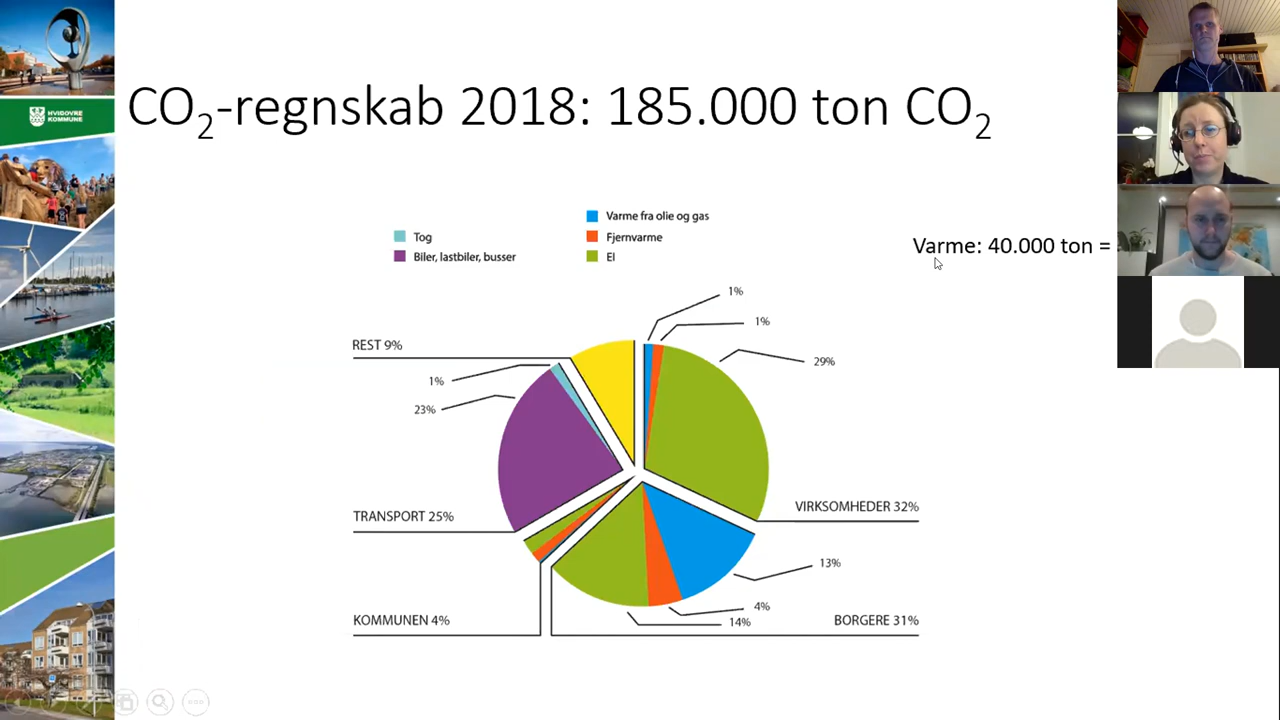 HVIDOVRE
KOMMUNE
CO₂-regnskab 2018: 185.000 ton CO₂
Varme fra olie og gas
Tog
Fjernvarme
Biler, lastbiler, busser
El
Varme: 40.000 ton =
1%
1%
REST 9%
29%
1%
23%
VIRKSOMHEDER 32%
TRANSPORT 25%
13%
4%
KOMMUNEN 4%
14%
BORGERE 31%